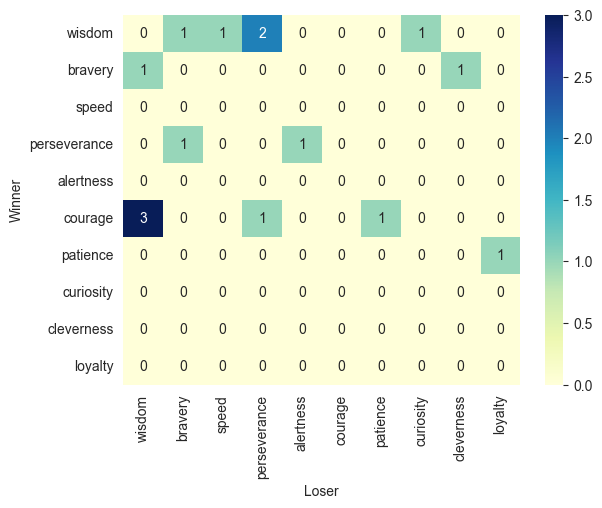 wisdom 0 1 1 2 0 0 0 1 0 0
bravery 1 0 0 0 0 0 0 0 1 0
speed 0 0 0 0 0 0 0 0 0 0
perseverance 0 1 0 0 1 0 0 0 0 0
alertness 0 0 0 0 0 0 0 0 0 0
courage 3 0 0 1 0 0 1 0 0 0
patience 0 0 0 0 0 0 0 0 0 1
curiosity 0 0 0 0 0 0 0 0 0 0
cleverness 0 0 0 0 0 0 0 0 0 0
loyalty 0 0 0 0 0 0 0 0 0 0
Winner
wisdom
bravery
speed
perseverance
alertness
courage
patience
curiosity
cleverness
loyalty
Loser
3.0
2.5
2.0
1.5
1.0
0.5
0.0